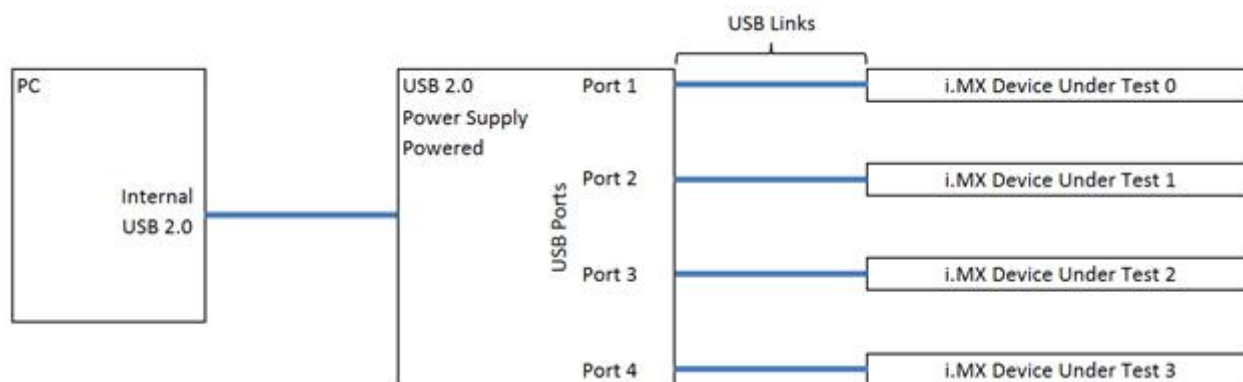 USB Links
PC
Internal
USB 2.0
USB 2.0
Power Supply
Powered
USB Ports
Port 1
Port 2
Port 3
Port 4
i.MX Device Under Test 0
i.MX Device Under Test 1
i.MX Device Under Test 2
i.MX Device Under Test 3